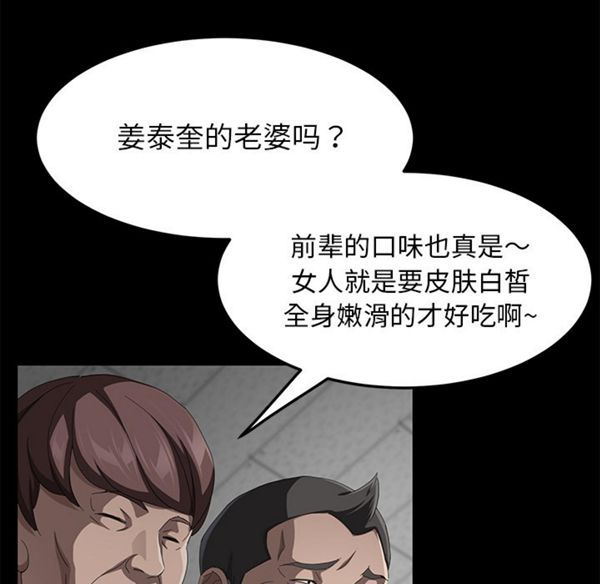 姜泰奎的老婆吗？
前辈的口味也真是～
女人就是要皮肤白皙
全身嫩滑的才好吃啊~